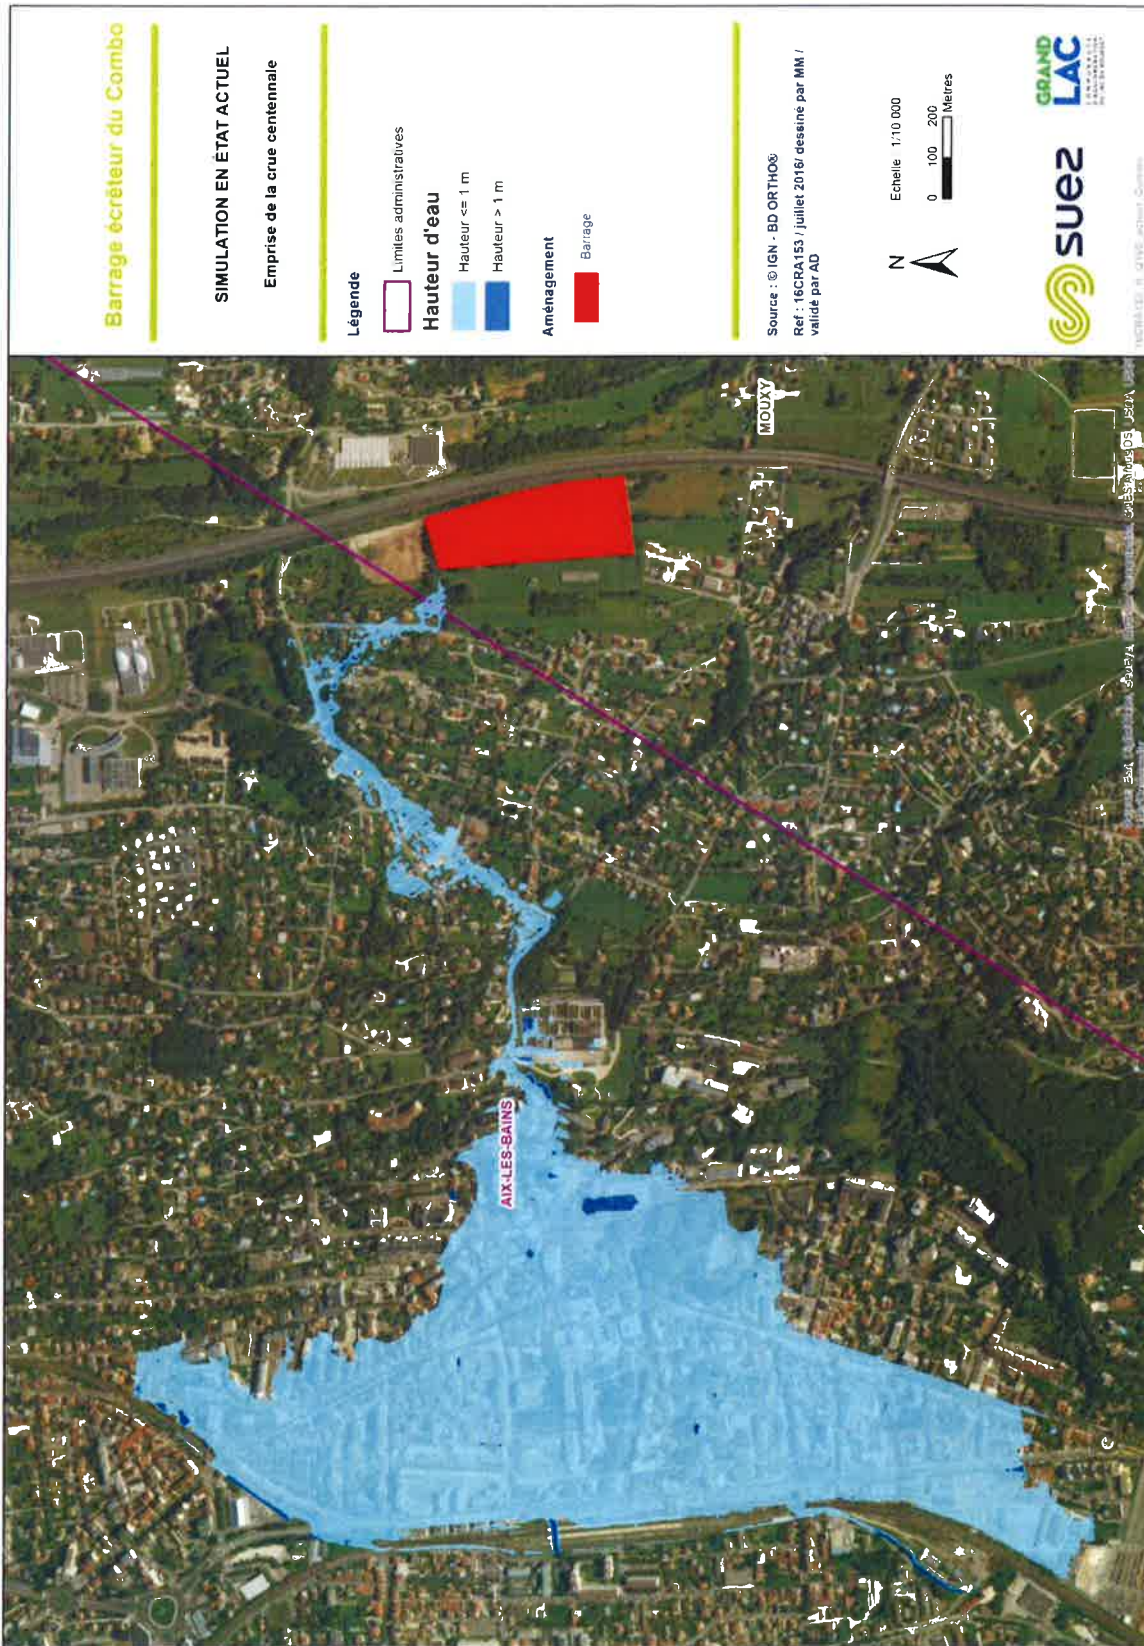 Barrage écrêteur du Combo
SIMULATION EN ÉTAT ACTUEL
Emprise de la crue centennale
Légende
Limites administratives
Hauteur d'eau
Hauteur <= 1 m
Hauteur > 1 m
Aménagement
Barrage
Source : © IGN - BD ORTHO®
Ref : 16CRA153 / juillet 2016/ dessiné par MM /
validé par AD
N
Echelle 1/10 000
0 100 200
Mètres
suez
GRAND
LAC
MOUXY
AIX-LES-BAINS